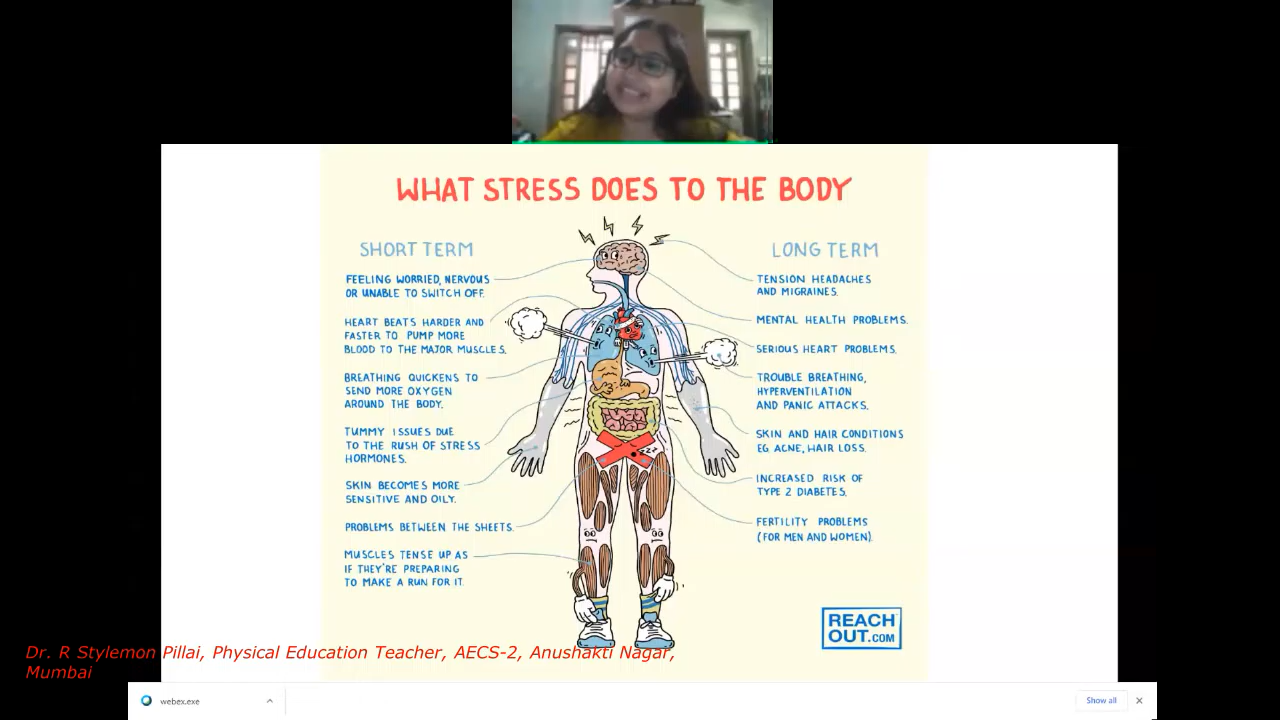 WHAT STRESS DOES TO THE BODY
SHORT TERM
FEELING WORRIED, NERVOUS
OR UNABLE TO SWITCH OFF.
HEART BEATS HARDER AND
FASTER TO PUMP MORE
BLOOD TO THE MAJOR MUSCLES.
BREATHING QUICKENS TO
SEND MORE OXYGEN
AROUND THE BODY.
TUMMY ISSUES DUE
TO THE RUSH OF STRESS
HORMONES.
SKIN BECOMES MORE
SENSITIVE AND OILY.
PROBLEMS BETWEEN THE SHEETS.
MUSCLES TENSE UP AS
IF THEY'RE PREPARING
TO MAKE A RUN FOR IT.
LONG TERM
TENSION HEADACHES
AND MIGRAINES.
MENTAL HEALTH PROBLEMS.
SERIOUS HEART PROBLEMS.
TROUBLE BREATHING,
HYPERVENTILATION
AND PANIC ATTACKS.
SKIN AND HAIR CONDITIONS
EG. ACNE, HAIR LOSS.
INCREASED RISK OF
TYPE 2 DIABETES.
FERTILITY PROBLEMS
(FOR MEN AND WOMEN).
zzz
REACH
OUT.COM
Dr. R Stylemon Pillai, Physical Education Teacher, AECS-2, Anushakti Nagar,
Mumbai
webex.exe
Show all